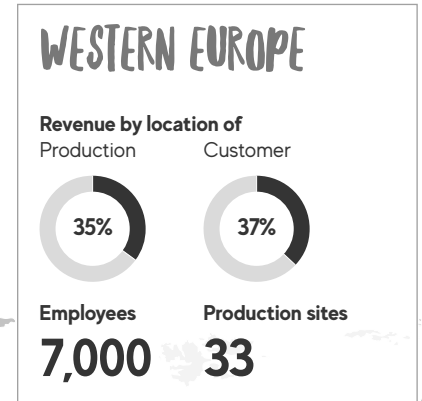 WESTERN EUROPE
Revenue by location of
Production Customer
35% 37%
Employees Production sites
7,000 33